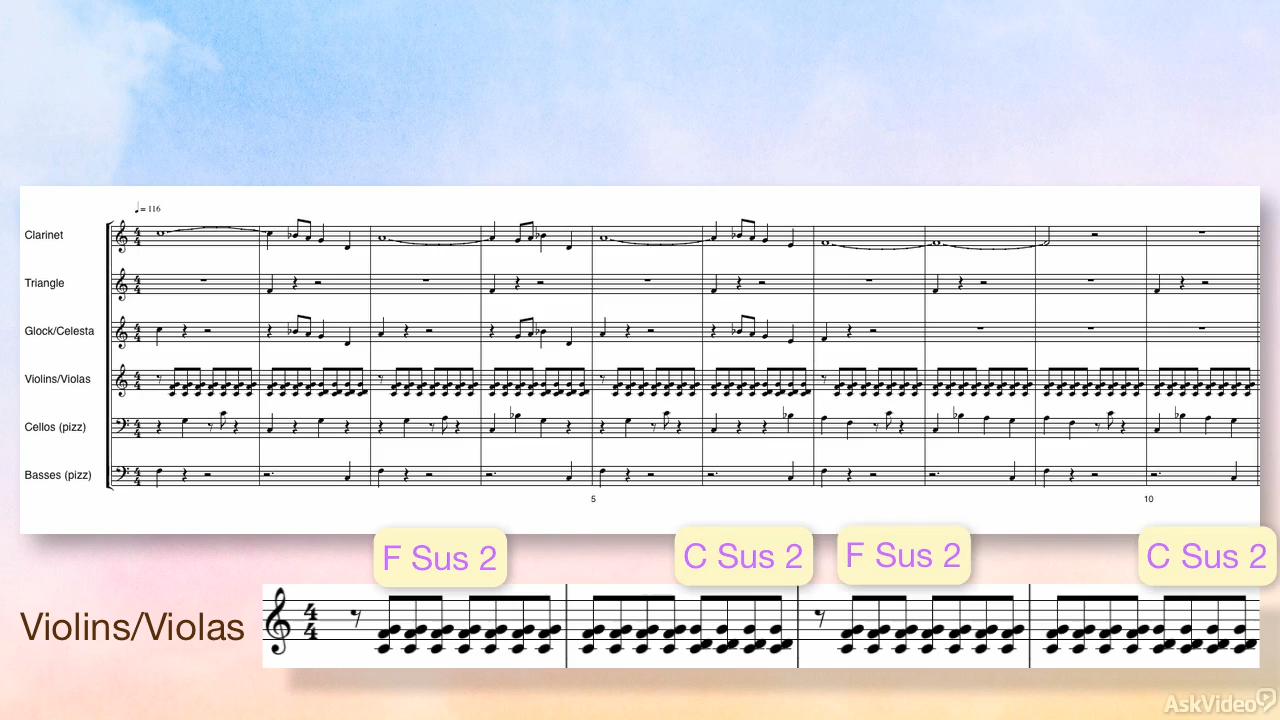 ♩= 116
Clarinet
Triangle
Glock/Celesta
Violins/Violas
Cellos (pizz)
Basses (pizz)
5
10
F Sus 2
C Sus 2
F Sus 2
C Sus 2
Violins/Violas
AskVideo